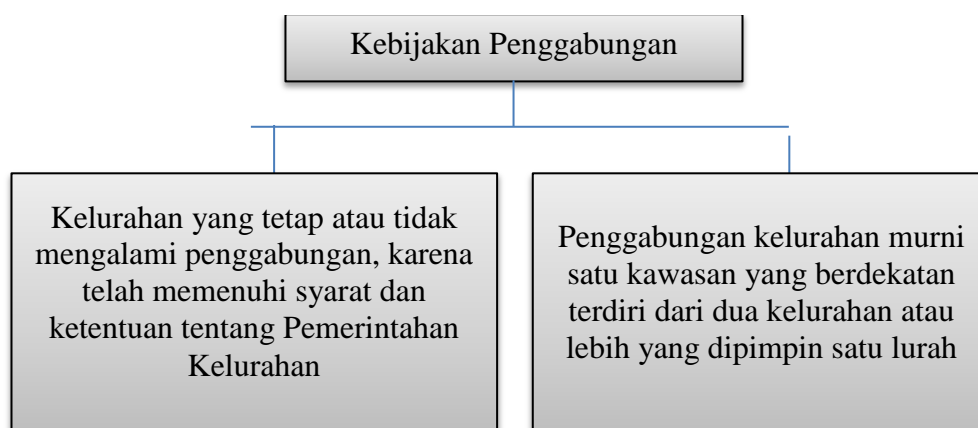 Kebijakan Penggabungan
Kelurahan yang tetap atau tidak
mengalami penggabungan, karena
telah memenuhi syarat dan
ketentuan tentang Pemerintahan
Kelurahan
Penggabungan kelurahan murni
satu kawasan yang berdekatan
terdiri dari dua kelurahan atau
lebih yang dipimpin satu lurah